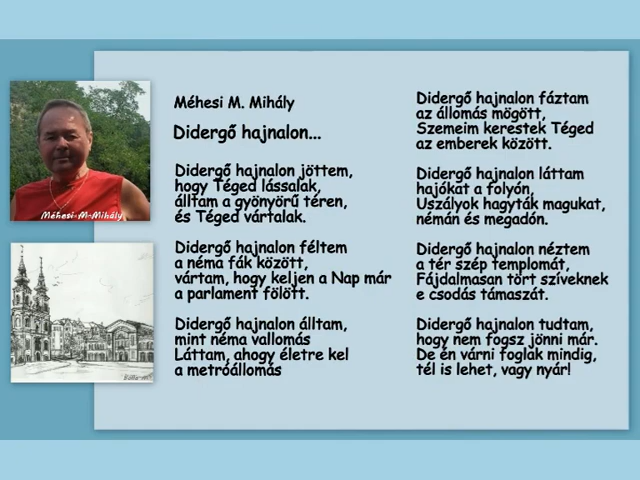 Méhesi M. Mihály
Didergő hajnalon...
Didergő hajnalon jöttem,
hogy Téged lássalak,
álltam a gyönyörű téren,
és Téged vártalak.
Didergő hajnalon féltem
a néma fák között,
vártam, hogy keljen a Nap már
a parlament fölött.
Didergő hajnalon álltam,
mint néma vallomás
Láttam, ahogy életre kel
a metróállomás
Didergő hajnalon fáztam
az állomás mögött,
Szemeim kerestek Téged
az emberek között.
Didergő hajnalon láttam
hajókat a folyón,
Uszályok hagyták magukat,
némán és megadón.
Didergő hajnalon néztem
a tér szép templomát,
Fájdalmasan tört szíveknek
e csodás támaszát.
Didergő hajnalon tudtam,
hogy nem fogsz jönni már.
De én várni foglak mindig,
tél is lehet, vagy nyár!
Méhesi-M-Mihály